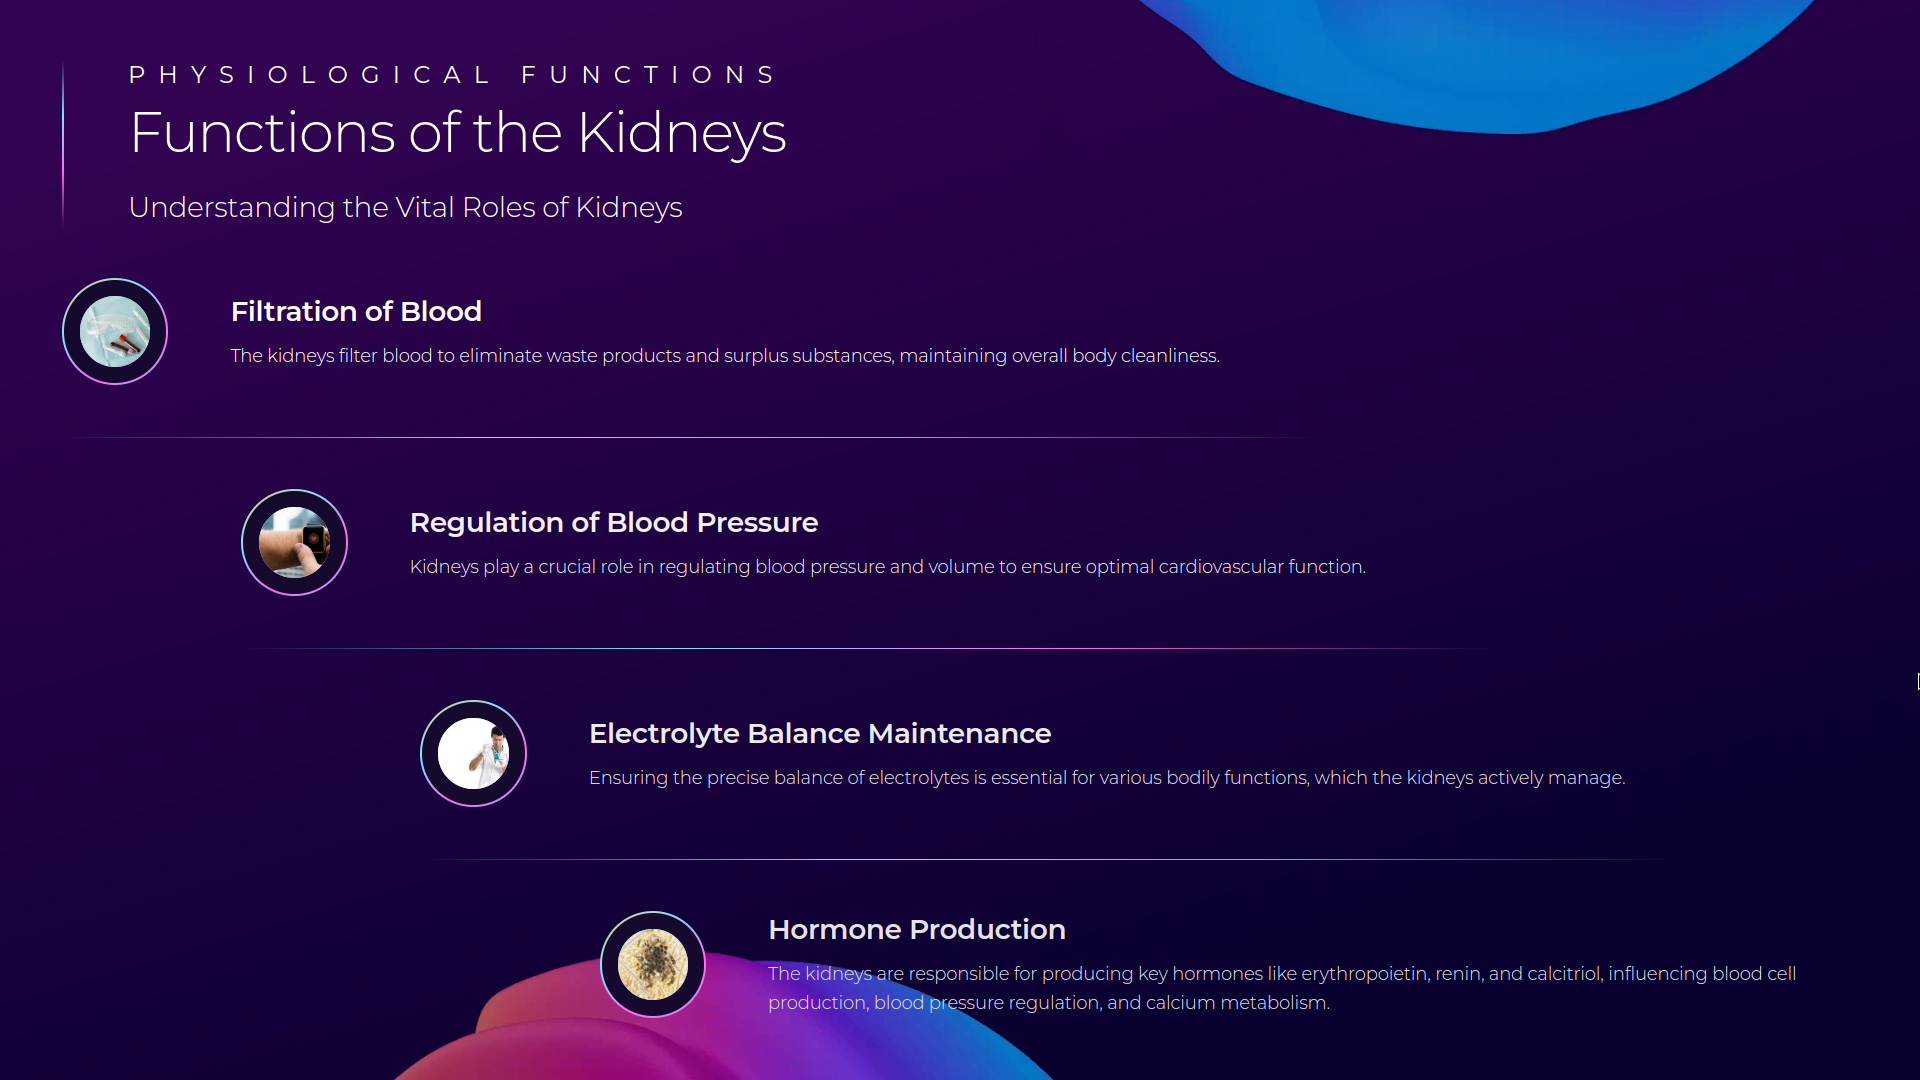 PHYSIOLOGICAL FUNCTIONS
Functions of the Kidneys
Understanding the Vital Roles of Kidneys
Filtration of Blood
The kidneys filter blood to eliminate waste products and surplus substances, maintaining overall body cleanliness.
Regulation of Blood Pressure
Kidneys play a crucial role in regulating blood pressure and volume to ensure optimal cardiovascular function.
Electrolyte Balance Maintenance
Ensuring the precise balance of electrolytes is essential for various bodily functions, which the kidneys actively manage.
Hormone Production
The kidneys are responsible for producing key hormones like erythropoietin, renin, and calcitriol, influencing blood cell
production, blood pressure regulation, and calcium metabolism.